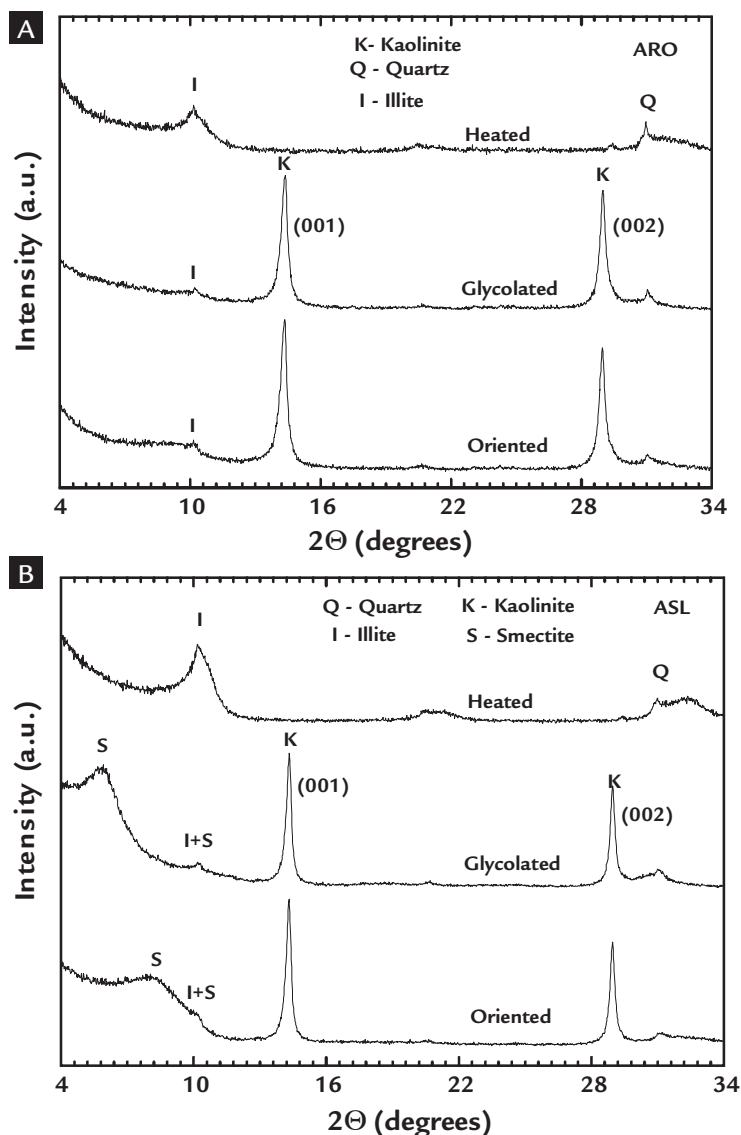 A
K- Kaolinite
ARO
Q - Quartz
I - Illite
I
Heated
Q
K
K
(001)
(002)
I
Glycolated
I
Oriented
Intensity (a.u.)
4 10 16 22 28 34
2Θ (degrees)
B
Q - Quartz K - Kaolinite ASL
I - Illite S - Smectite
I
Q
Heated
S
K
K
(001)
(002)
I+S
Glycolated
S
I+S
Oriented
Intensity (a.u.)
4 10 16 22 28 34
2Θ (degrees)